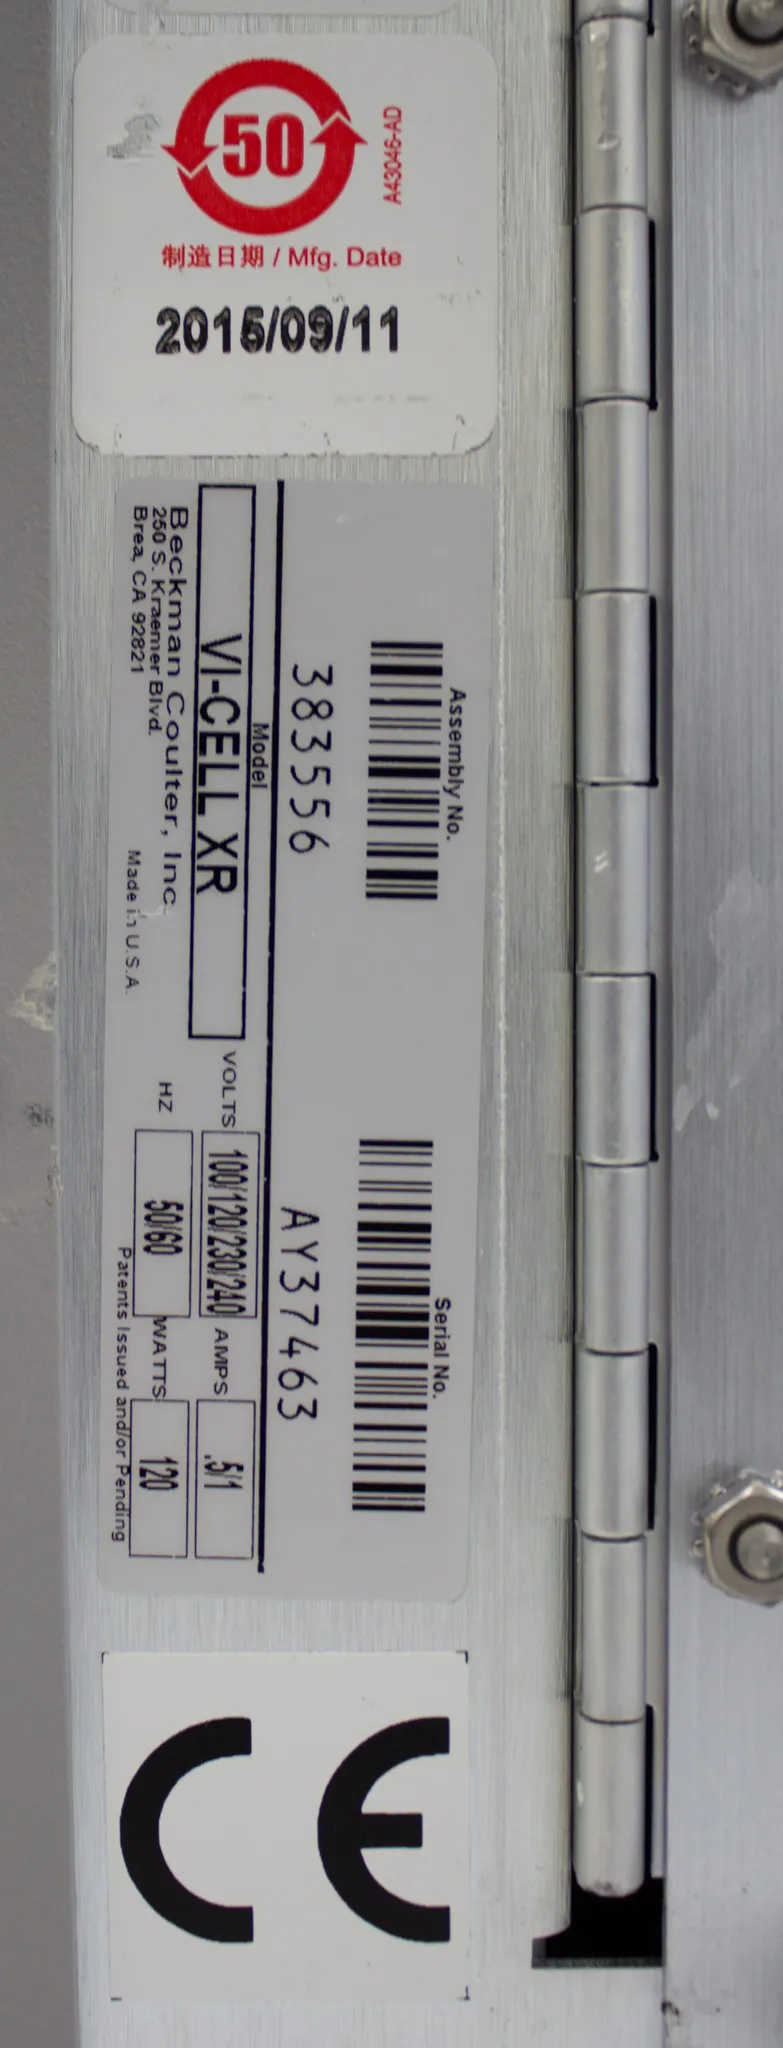 50
A43046-AD
制造日期 / Mfg. Date
2015/09/11
Assembly No.
383556
Serial No.
AY37463
Model
VI-CELL XR
VOLTS 100/120/230/240 AMPS .5/1
Beckman Coulter, Inc.
250 S. Kraemer Blvd.
Brea, CA 92821
HZ 50/60 WATTS 120
Made in U.S.A.
Patents Issued and/or Pending
CE